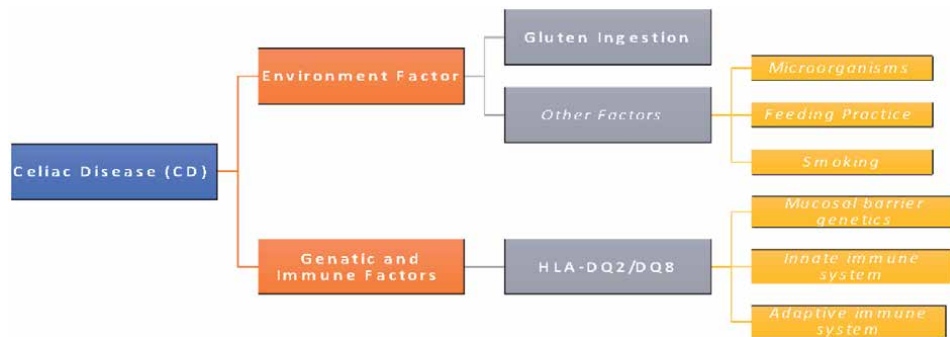 Gluten Ingestion
Environment Factor
Microorganisms
Other Factors
Feeding Practice
Smoking
Celiac Disease (CD)
Mucosal barrier
genetics
Genatic and
Immune Factors
HLA-DQ2/DQ8
Innate immune
system
Adaptive immune
system